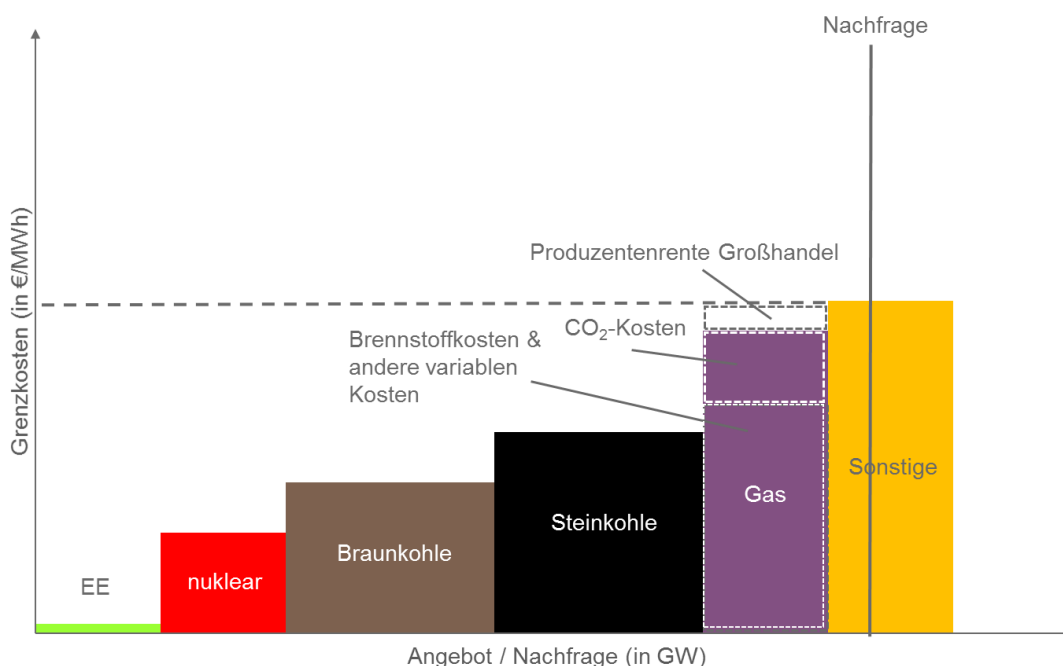 Nachfrage
Grenzkosten (in €/MWh)
Produzentenrente Großhandel
CO₂-Kosten
Brennstoffkosten &
andere variablen
Kosten
Sonstige
Gas
Steinkohle
Braunkohle
nuklear
EE
Angebot / Nachfrage (in GW)